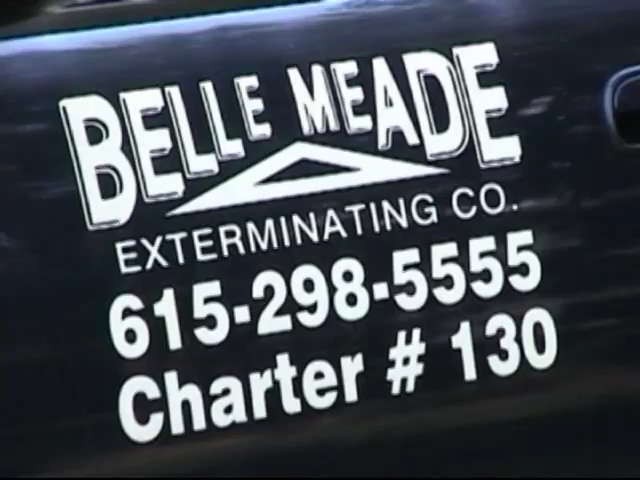 BELLE MEADE
EXTERMINATING CO.
615-298-5555
Charter # 130